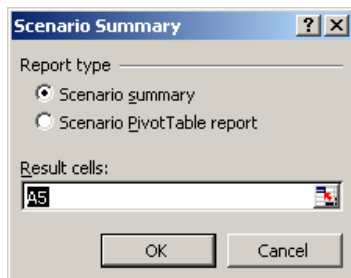 Scenario Summary
Report type
Scenario summary
Scenario PivotTable report
Result cells:
A5
OK
Cancel